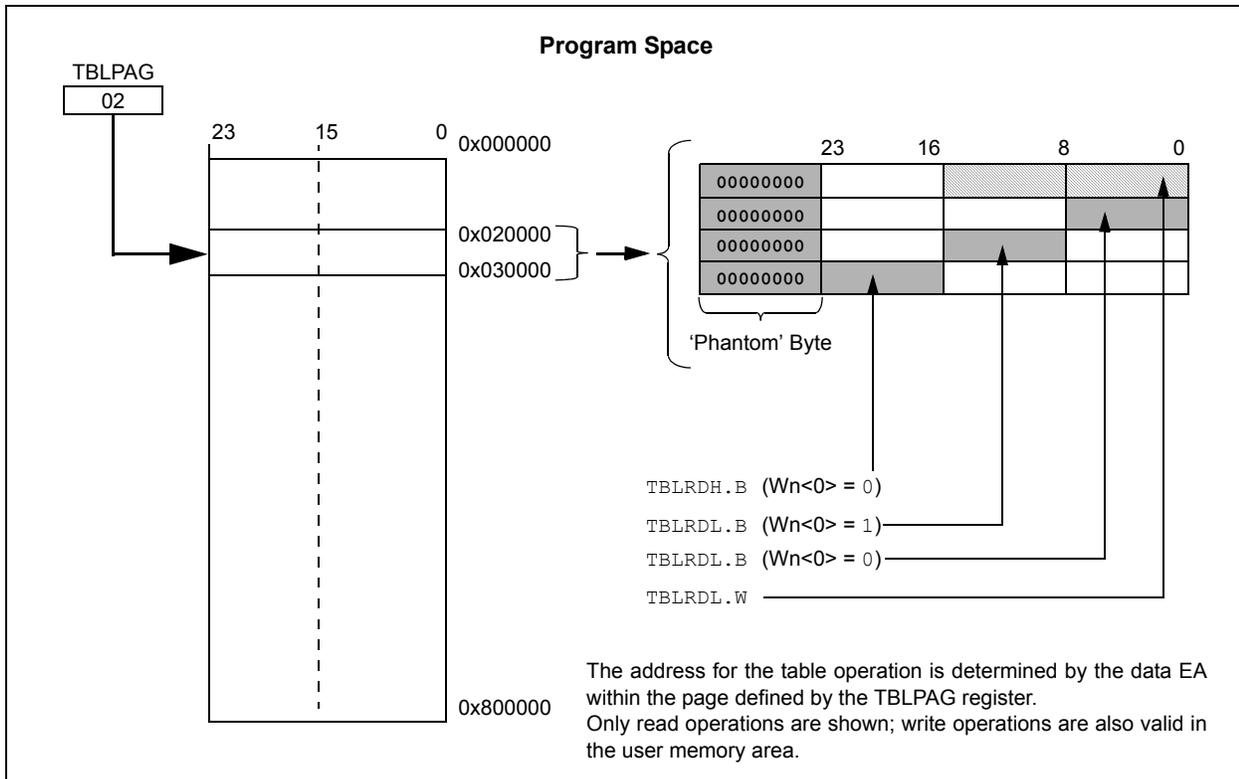 Program Space
TBLPAG
02
23 15 0
0x000000
0x020000
0x030000
0x800000
23 16 8 0
00000000
00000000
00000000
00000000
‘Phantom’ Byte
TBLRDH.B (Wn<0> = 0)
TBLRDL.B (Wn<0> = 1)
TBLRDL.B (Wn<0> = 0)
TBLRDL.W
The address for the table operation is determined by the data EA
within the page defined by the TBLPAG register.
Only read operations are shown; write operations are also valid in
the user memory area.